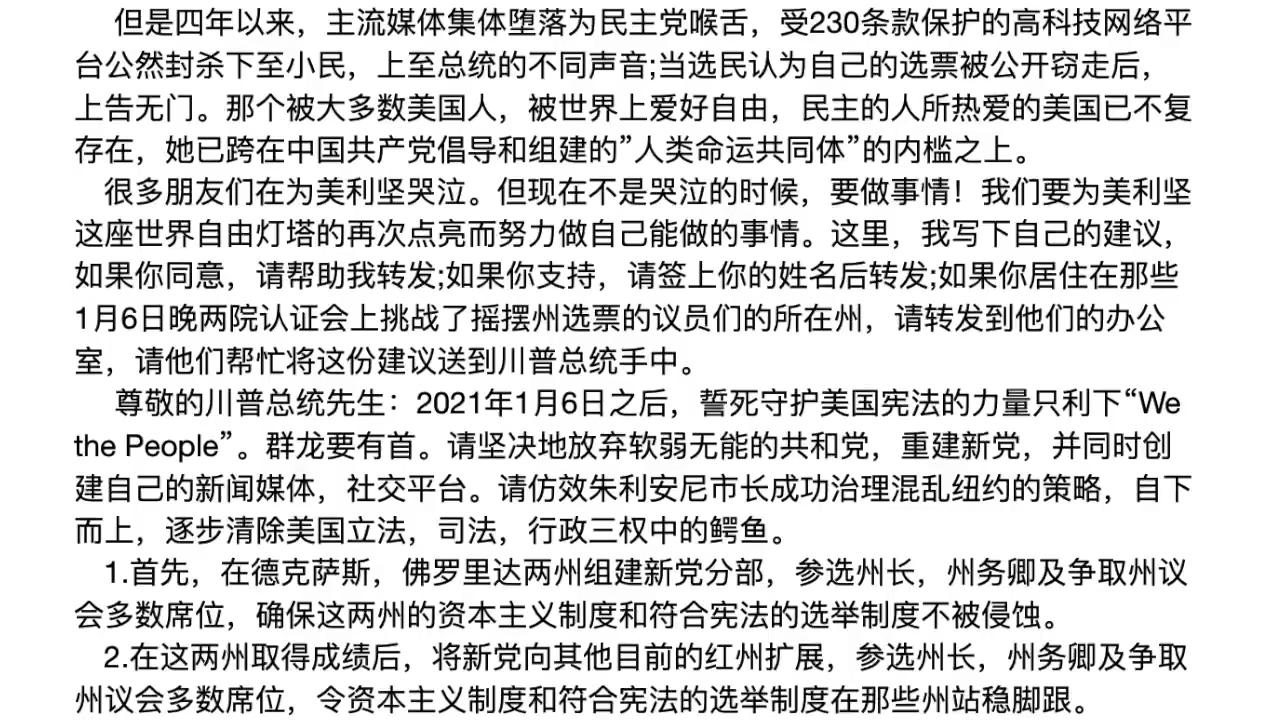 但是四年以来，主流媒体集体堕落为民主党喉舌，受230条款保护的高科技网络平
台公然封杀下至小民，上至总统的不同声音;当选民认为自己的选票被公开窃走后，
上告无门。那个被大多数美国人，被世界上爱好自由，民主的人所热爱的美国已不复
存在，她已跨在中国共产党倡导和组建的”人类命运共同体”的内槛之上。
很多朋友们在为美利坚哭泣。但现在不是哭泣的时候，要做事情！我们要为美利坚
这座世界自由灯塔的再次点亮而努力做自己能做的事情。这里，我写下自己的建议，
如果你同意，请帮助我转发;如果你支持，请签上你的姓名后转发;如果你居住在那些
1月6日晚两院认证会上挑战了摇摆州选票的议员们的所在州，请转发到他们的办公
室，请他们帮忙将这份建议送到川普总统手中。
尊敬的川普总统先生：2021年1月6日之后，誓死守护美国宪法的力量只利下“We
the People”。群龙要有首。请坚决地放弃软弱无能的共和党，重建新党，并同时创
建自己的新闻媒体，社交平台。请仿效朱利安尼市长成功治理混乱纽约的策略，自下
而上，逐步清除美国立法，司法，行政三权中的鳄鱼。
1.首先，在德克萨斯，佛罗里达两州组建新党分部，参选州长，州务卿及争取州议
会多数席位，确保这两州的资本主义制度和符合宪法的选举制度不被侵蚀。
2.在这两州取得成绩后，将新党向其他目前的红州扩展，参选州长，州务卿及争取
州议会多数席位，令资本主义制度和符合宪法的选举制度在那些州站稳脚跟。